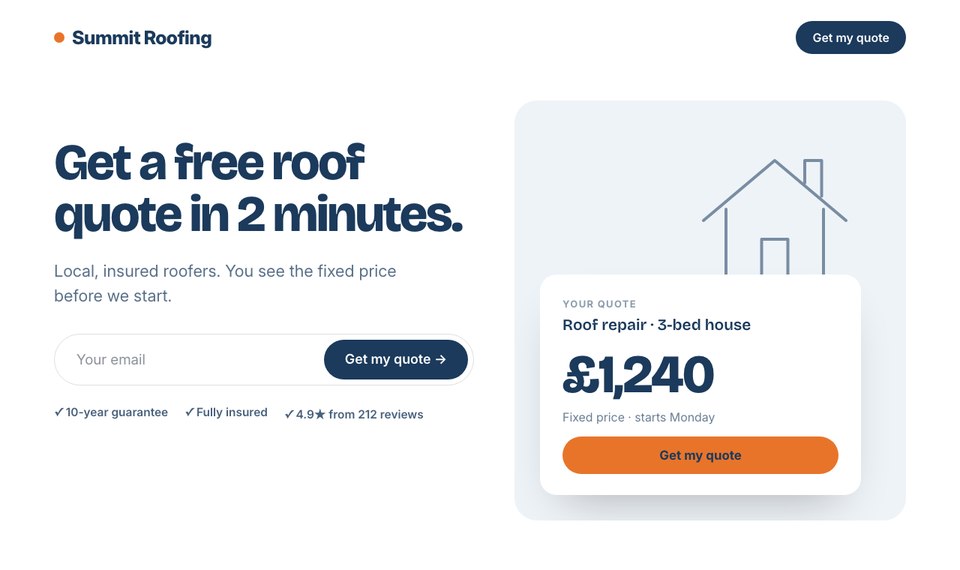 Summit Roofing
Get my quote
Get a free roof
quote in 2 minutes.
Local, insured roofers. You see the fixed price
before we start.
Your email
Get my quote →
✓ 10-year guarantee ✓ Fully insured ✓ 4.9★ from 212 reviews
YOUR QUOTE
Roof repair · 3-bed house
£1,240
Fixed price · starts Monday
Get my quote